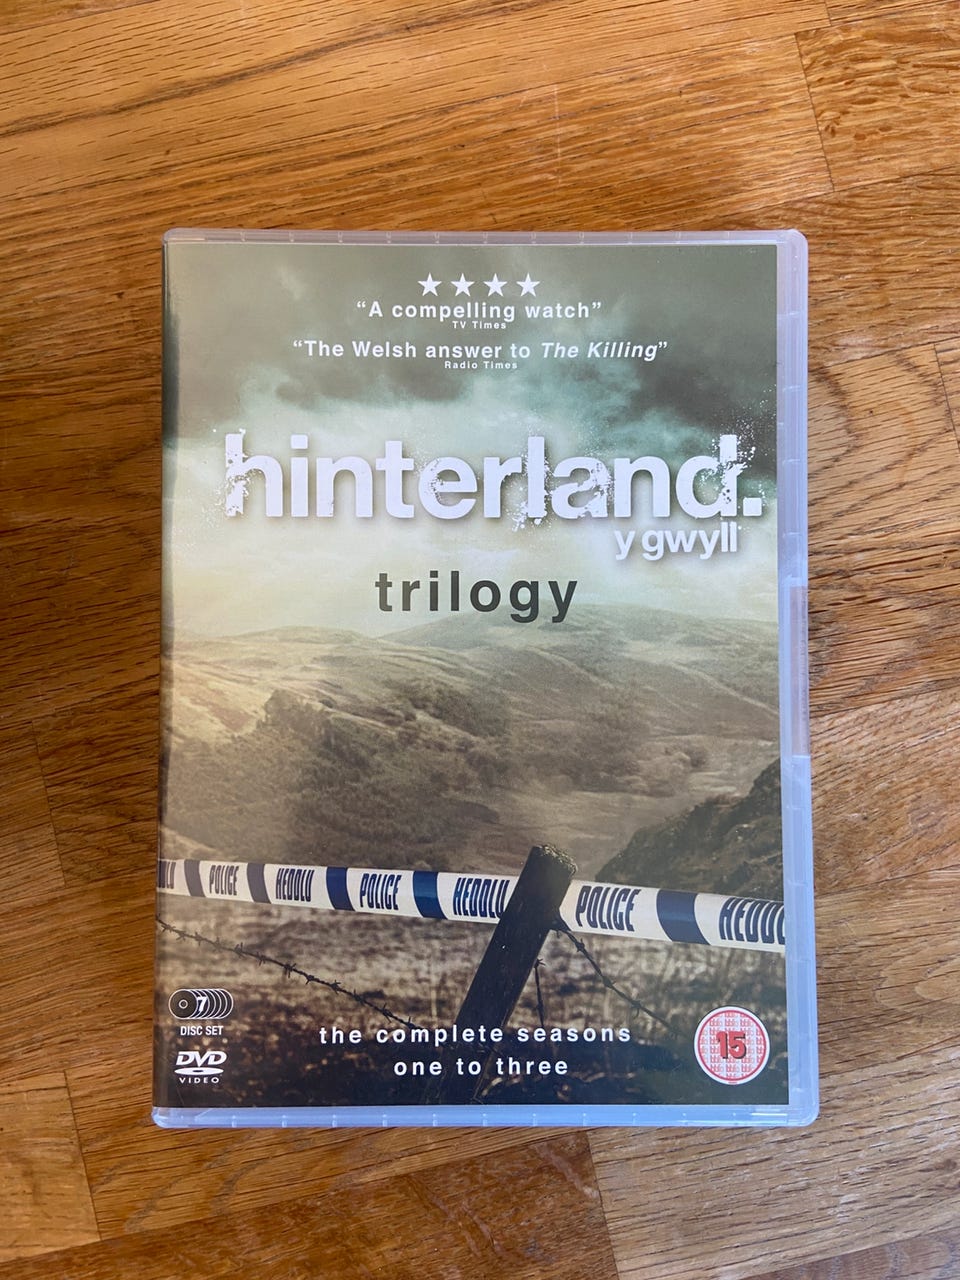 “A compelling watch”
TV Times
“The Welsh answer to The Killing”
Radio Times
hinterland.
y gwyll
trilogy
POLICE HEDDLU POLICE HEDDLU POLICE HEDDLU
7
DISC SET
DVD
VIDEO
the complete seasons
one to three
15